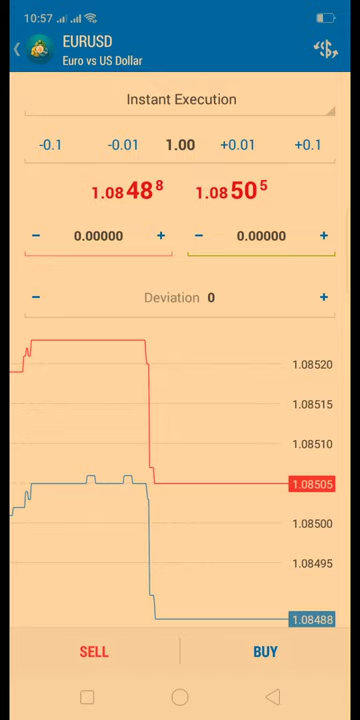 10:57
EURUSD
Euro vs US Dollar
Instant Execution
-0.1 -0.01 1.00 +0.01 +0.1
1.08488 1.08505
− 0.00000 + − 0.00000 +
− Deviation 0 +
1.08520
1.08515
1.08510
1.08505
1.08500
1.08495
1.08488
SELL BUY